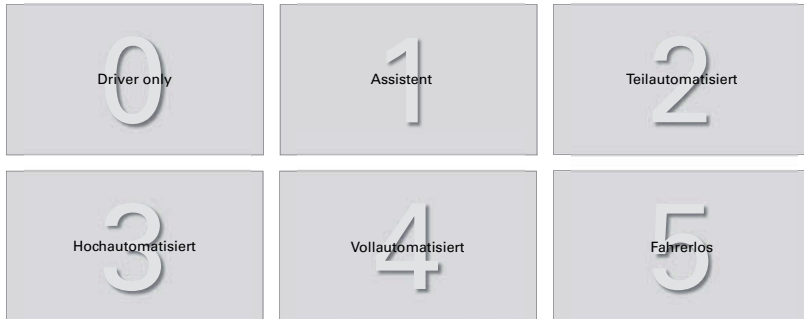 0
Driver only
1
Assistent
2
Teilautomatisiert
3
Hochautomatisiert
4
Vollautomatisiert
5
Fahrerlos